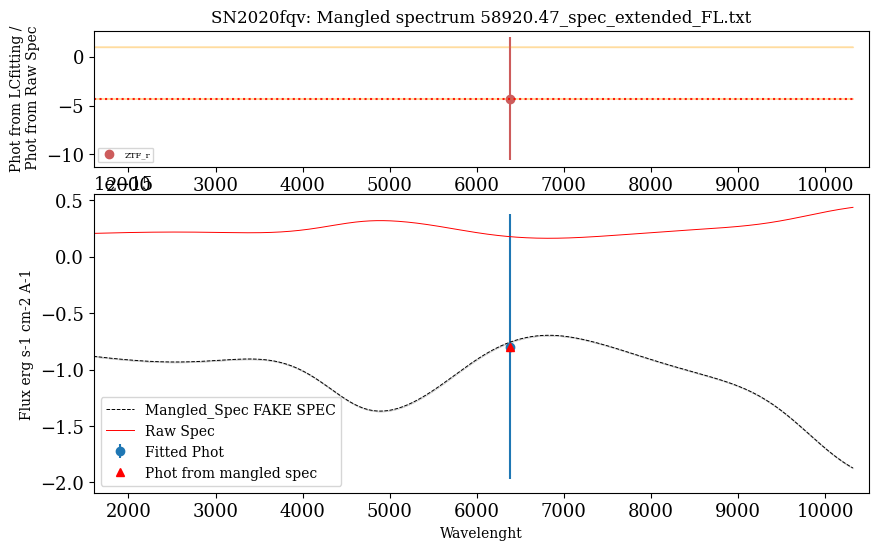 SN2020fqv: Mangled spectrum 58920.47_spec_extended_FL.txt
Phot from LCfitting /
Phot from Raw Spec
0
−5
−10
ZTF_r
2000 3000 4000 5000 6000 7000 8000 9000 10000
1e−15
Flux erg s-1 cm-2 A-1
0.5
0.0
−0.5
−1.0
−1.5
−2.0
Mangled_Spec FAKE SPEC
Raw Spec
Fitted Phot
Phot from mangled spec
2000 3000 4000 5000 6000 7000 8000 9000 10000
Wavelenght